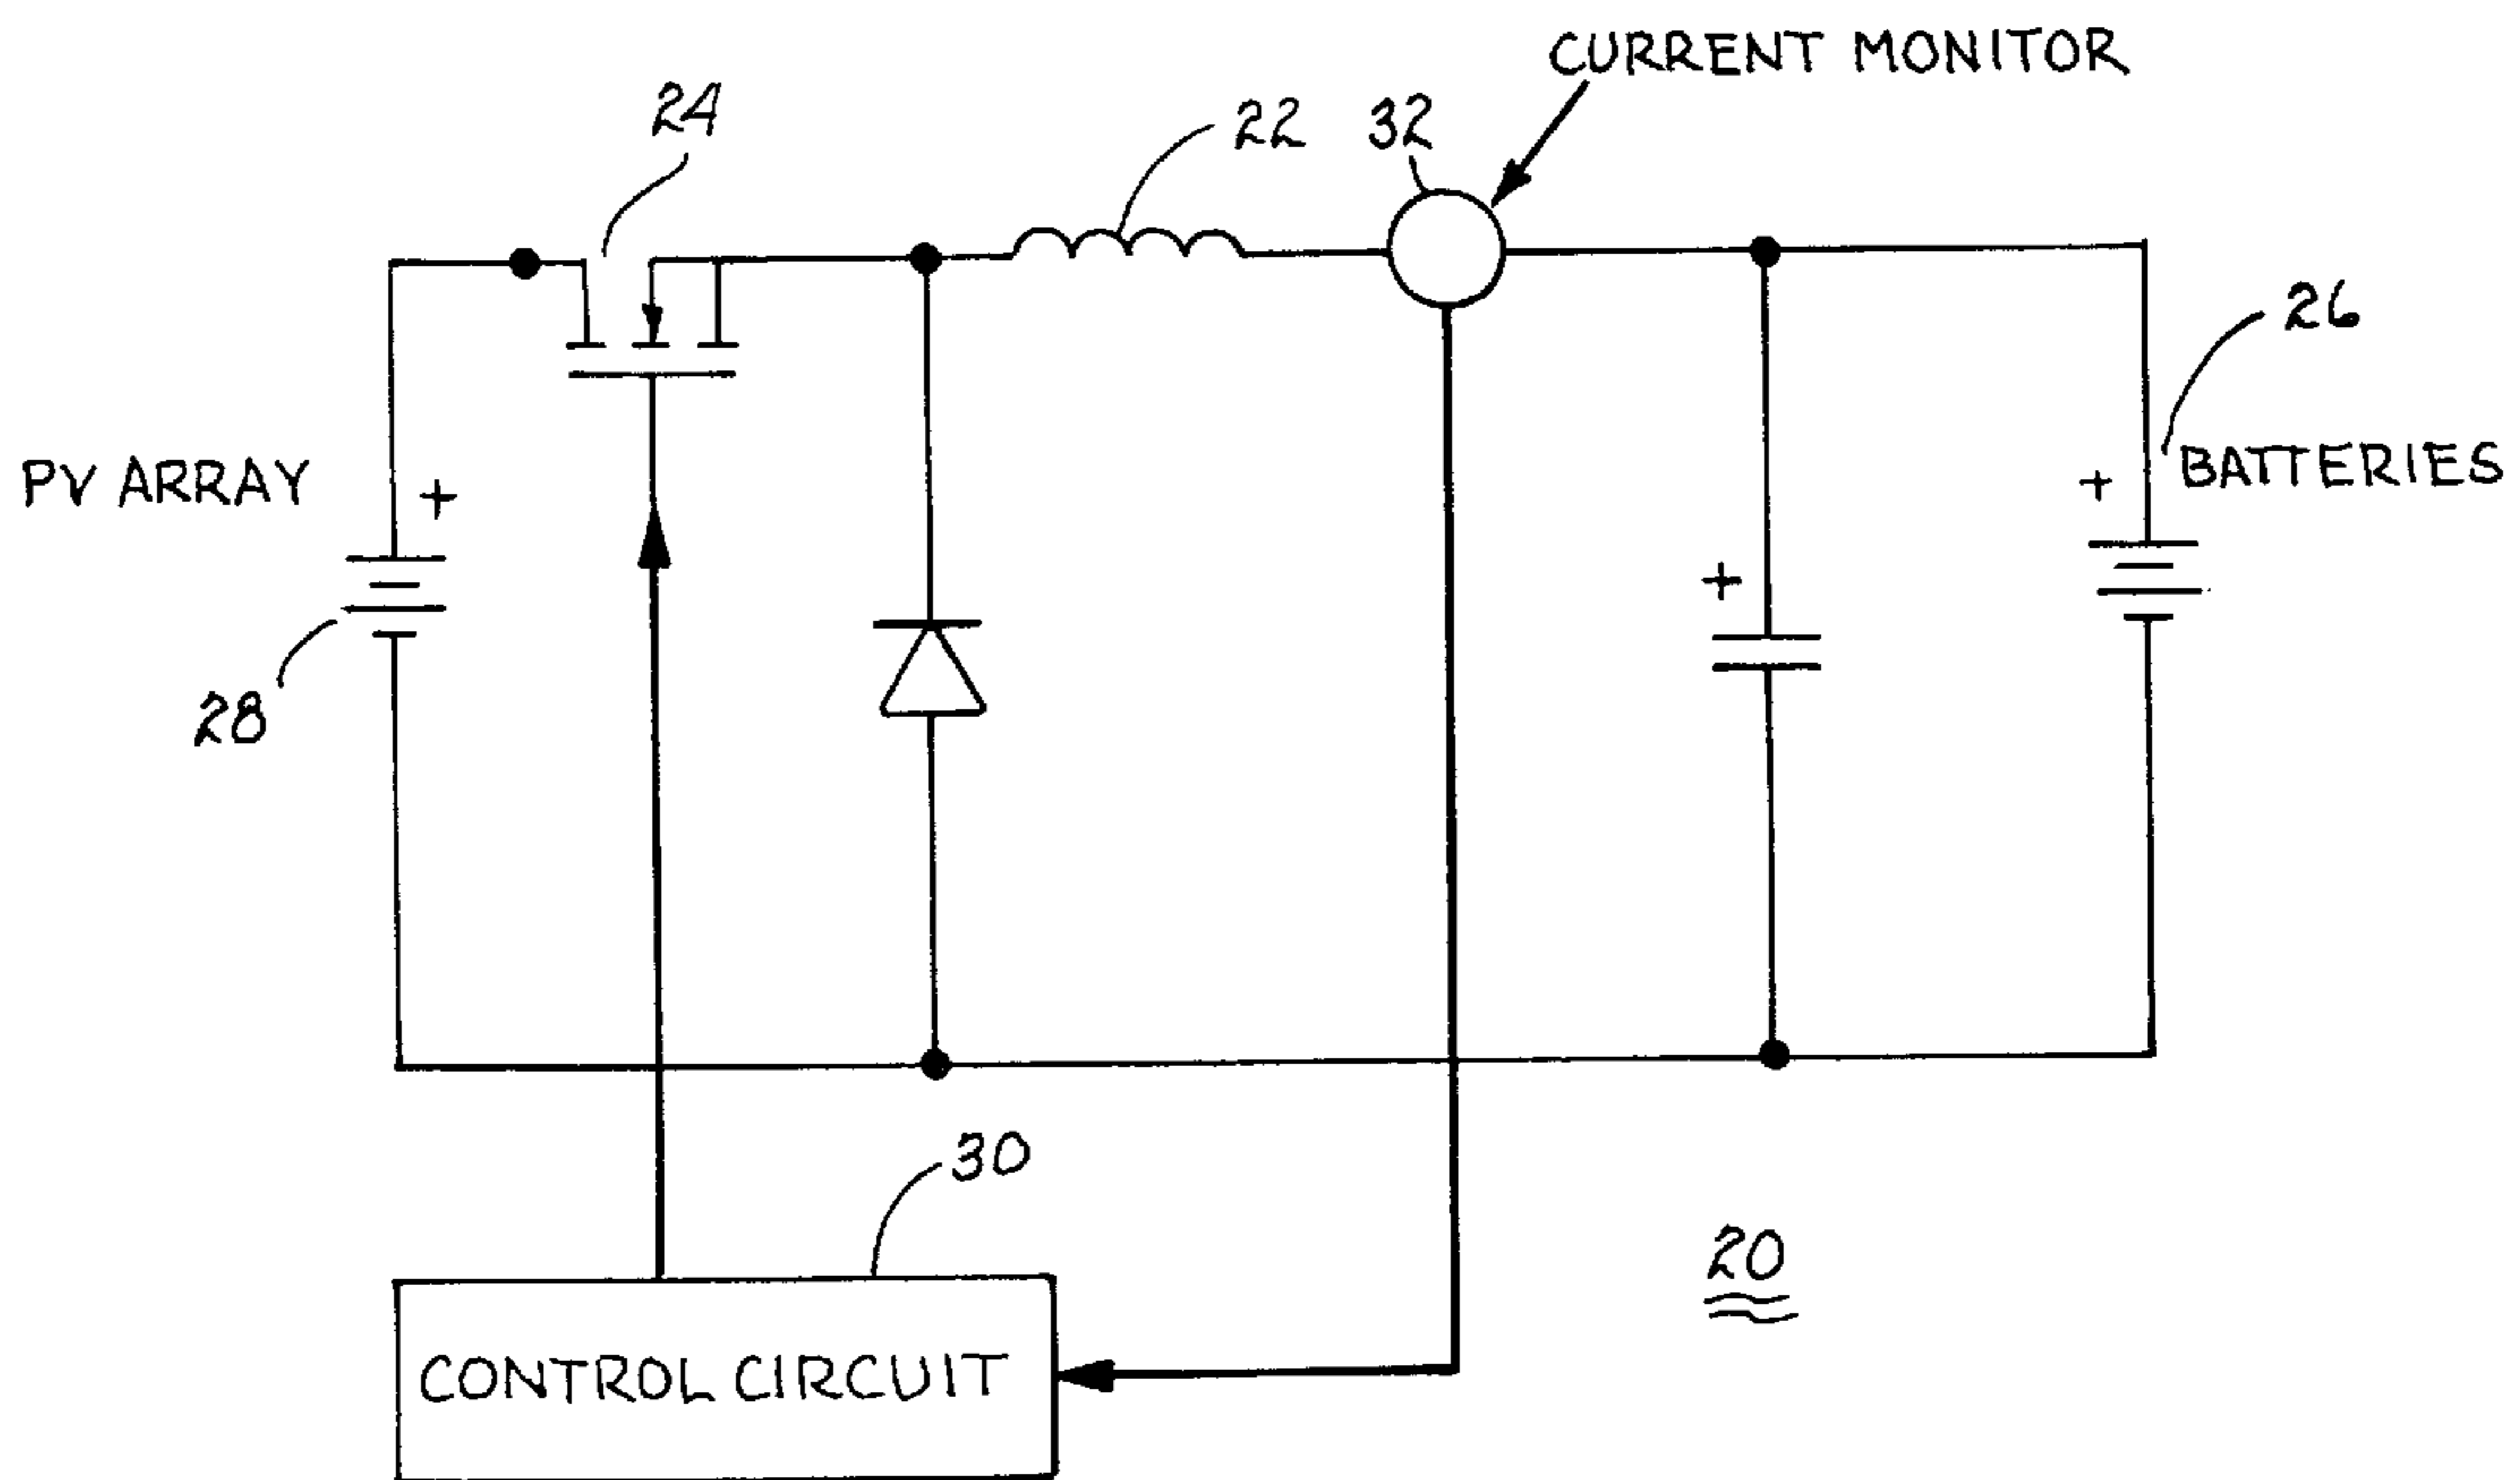 CURRENT MONITOR
24
22
32
26
PV ARRAY
+
+
BATTERIES
+
28
30
20
CONTROL CIRCUIT